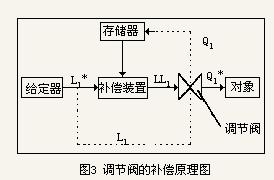 存储器
Q₁
给定器
L₁*
补偿装置
LL₁
Q₁*
对象
调节阀
L₁
图3 调节阀的补偿原理图